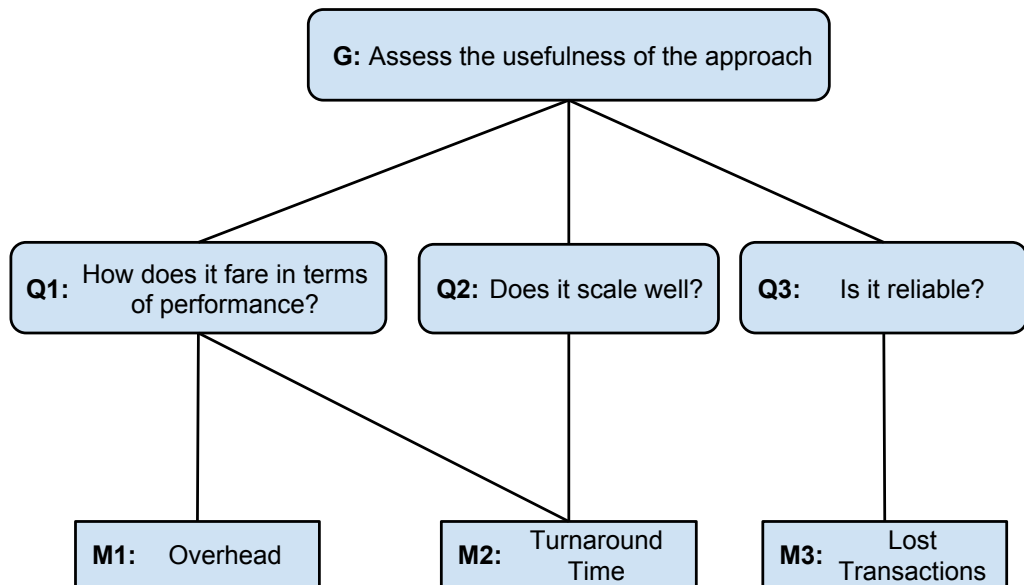 G: Assess the usefulness of the approach
Q1: How does it fare in terms
of performance?
Q2: Does it scale well?
Q3: Is it reliable?
M1: Overhead
M2: Turnaround
Time
M3: Lost
Transactions